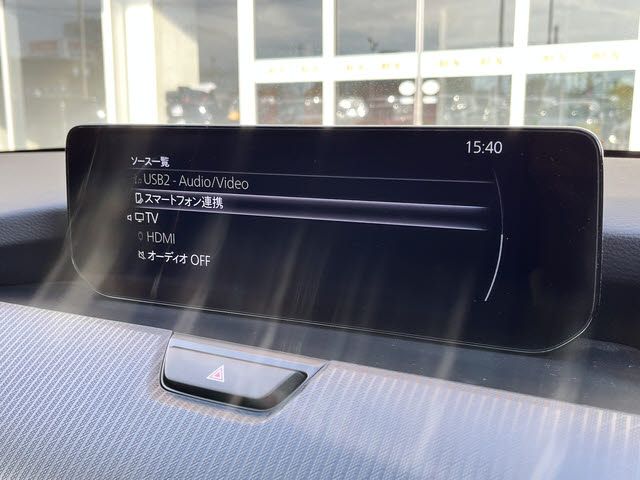 15:40
ソース一覧
USB2 - Audio/Video
スマートフォン連携
TV
HDMI
オーディオ OFF